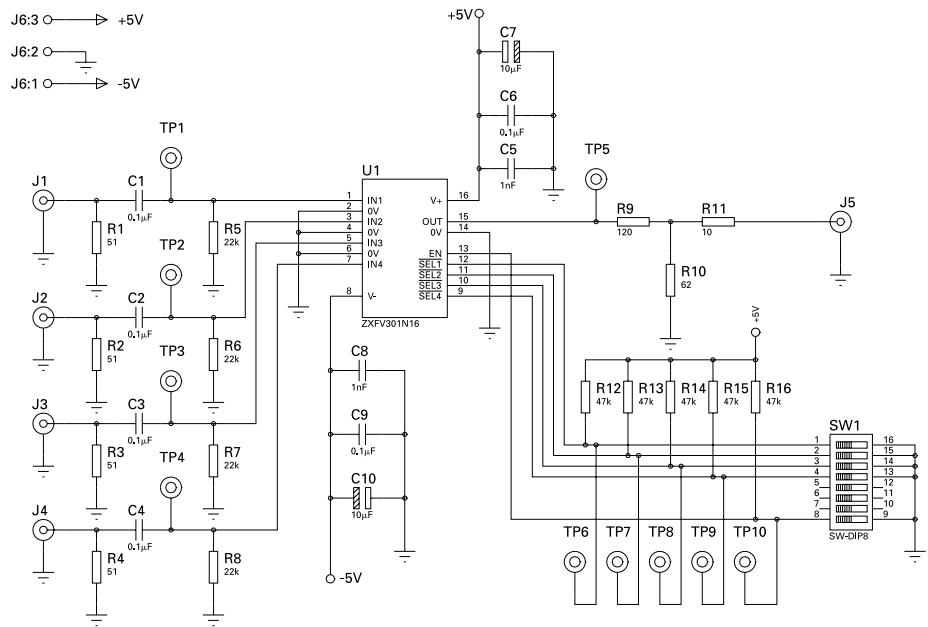 J6:3 +5V
J6:2
J6:1 -5V
+5V
C7
10µF
C6
0.1µF
C5
1nF
TP1
TP5
U1
J1
C1
0.1µF
R1
51
R5
22k
1 IN1
2 0V
3 IN2
4 0V
5 IN3
6 0V
7 IN4
8 V-
V+ 16
OUT 15
0V 14
EN 13
SEL1 12
SEL2 11
SEL3 10
SEL4 9
ZXFV301N16
R9
120
R11
10
J5
R10
62
TP2
J2
C2
0.1µF
R2
51
R6
22k
TP3
J3
C3
0.1µF
R3
51
R7
22k
TP4
J4
C4
0.1µF
R4
51
R8
22k
C8
1nF
C9
0.1µF
C10
10µF
-5V
+5V
R12
47k
R13
47k
R14
47k
R15
47k
R16
47k
SW1
1 16
2 15
3 14
4 13
5 12
6 11
7 10
8 9
SW-DIP8
TP6 TP7 TP8 TP9 TP10